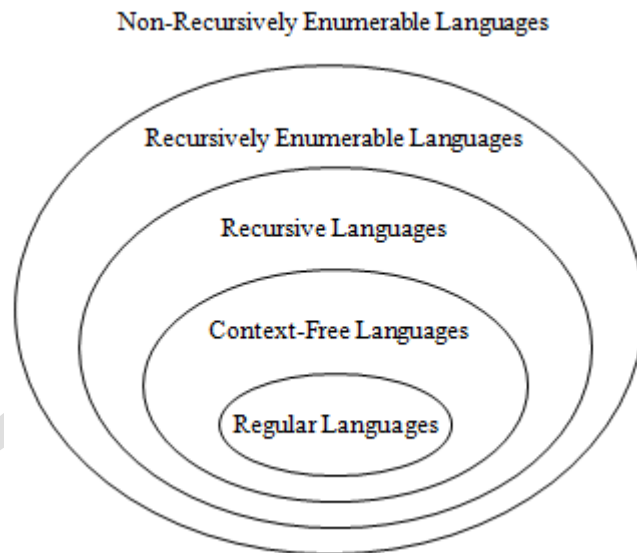 Non-Recursively Enumerable Languages
Recursively Enumerable Languages
Recursive Languages
Context-Free Languages
Regular Languages